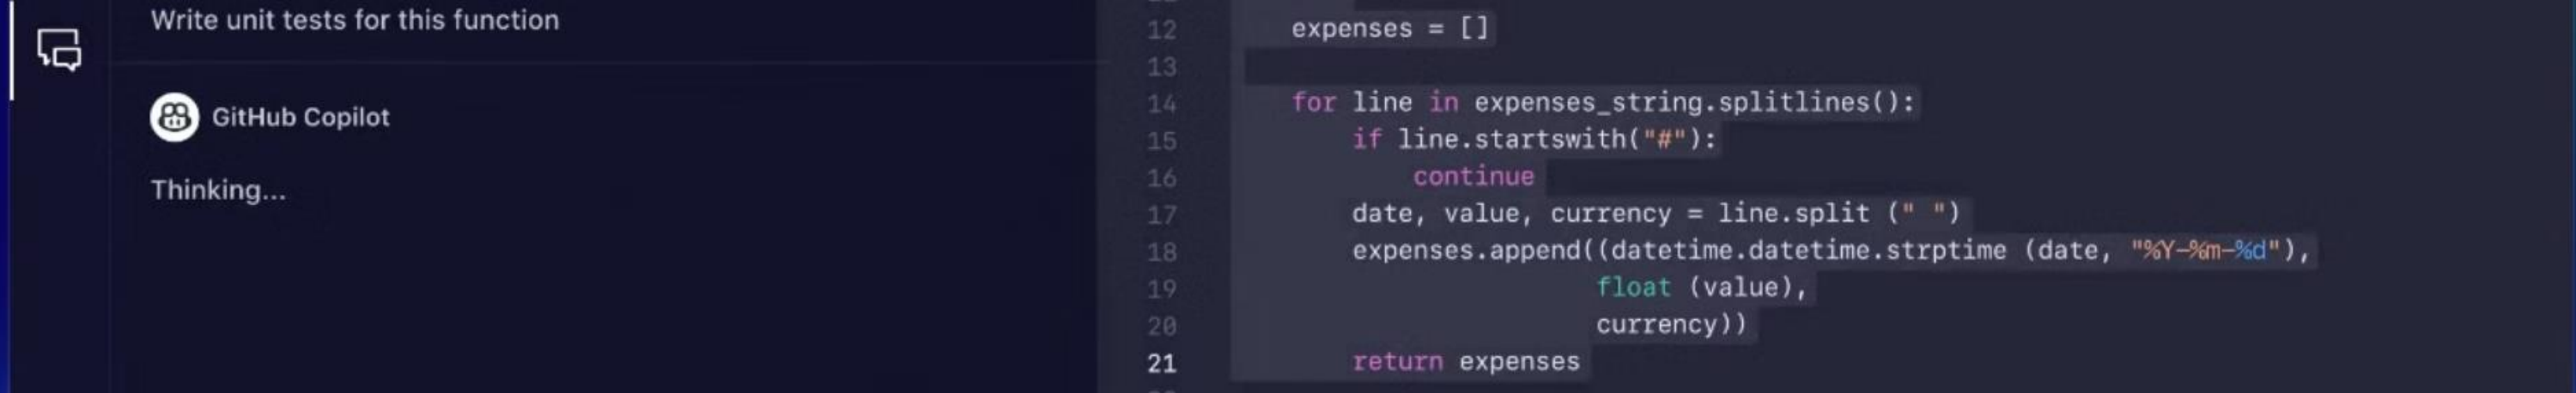 Write unit tests for this function
GitHub Copilot
Thinking...
12 expenses = []
13
14 for line in expenses_string.splitlines():
15 if line.startswith("#"):
16 continue
17 date, value, currency = line.split (" ")
18 expenses.append((datetime.datetime.strptime (date, "%Y-%m-%d"),
19 float (value),
20 currency))
21 return expenses